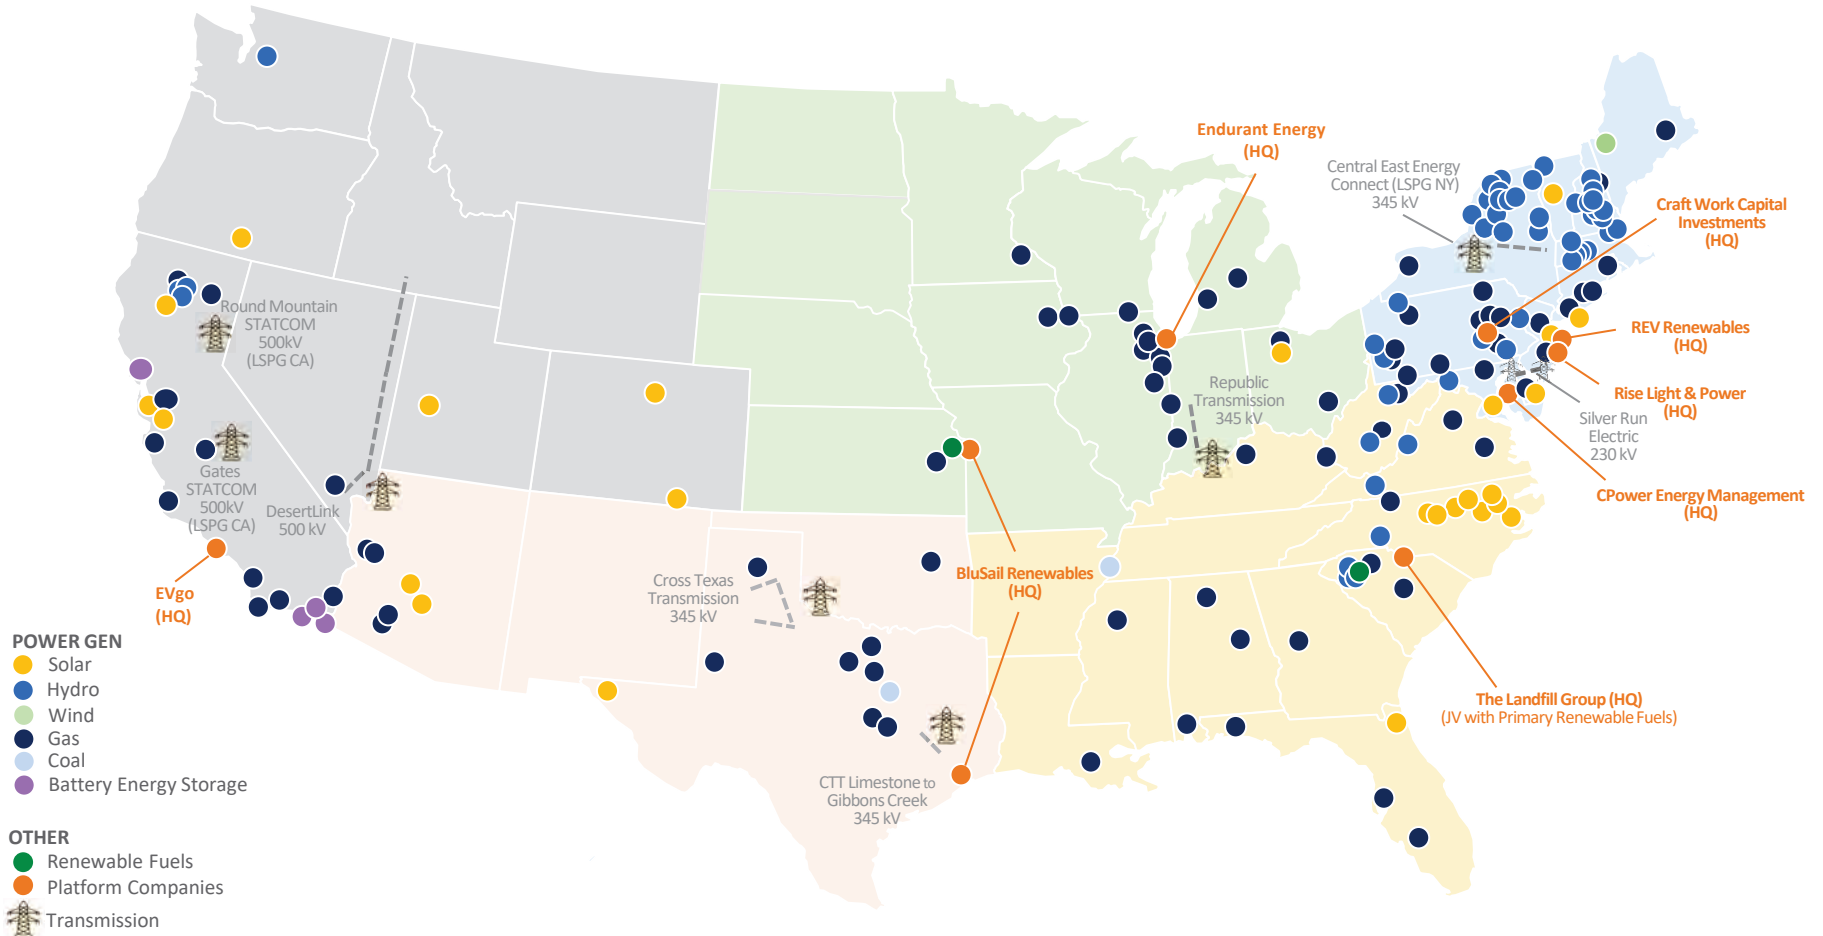 Endurant Energy
(HQ)
Central East Energy
Connect (LSPG NY)
345 kV
Craft Work Capital
Investments
(HQ)
Round Mountain
STATCOM
500kV
(LSPG CA)
REV Renewables
(HQ)
Republic
Transmission
345 kV
Rise Light & Power
(HQ)
Silver Run
Electric
230 kV
Gates
STATCOM
500kV
(LSPG CA)
DesertLink
500 kV
CPower Energy Management
(HQ)
EVgo
(HQ)
Cross Texas
Transmission
345 kV
BluSail Renewables
(HQ)
The Landfill Group (HQ)
(JV with Primary Renewable Fuels)
CTT Limestone to
Gibbons Creek
345 kV
POWER GEN
Solar
Hydro
Wind
Gas
Coal
Battery Energy Storage
OTHER
Renewable Fuels
Platform Companies
Transmission